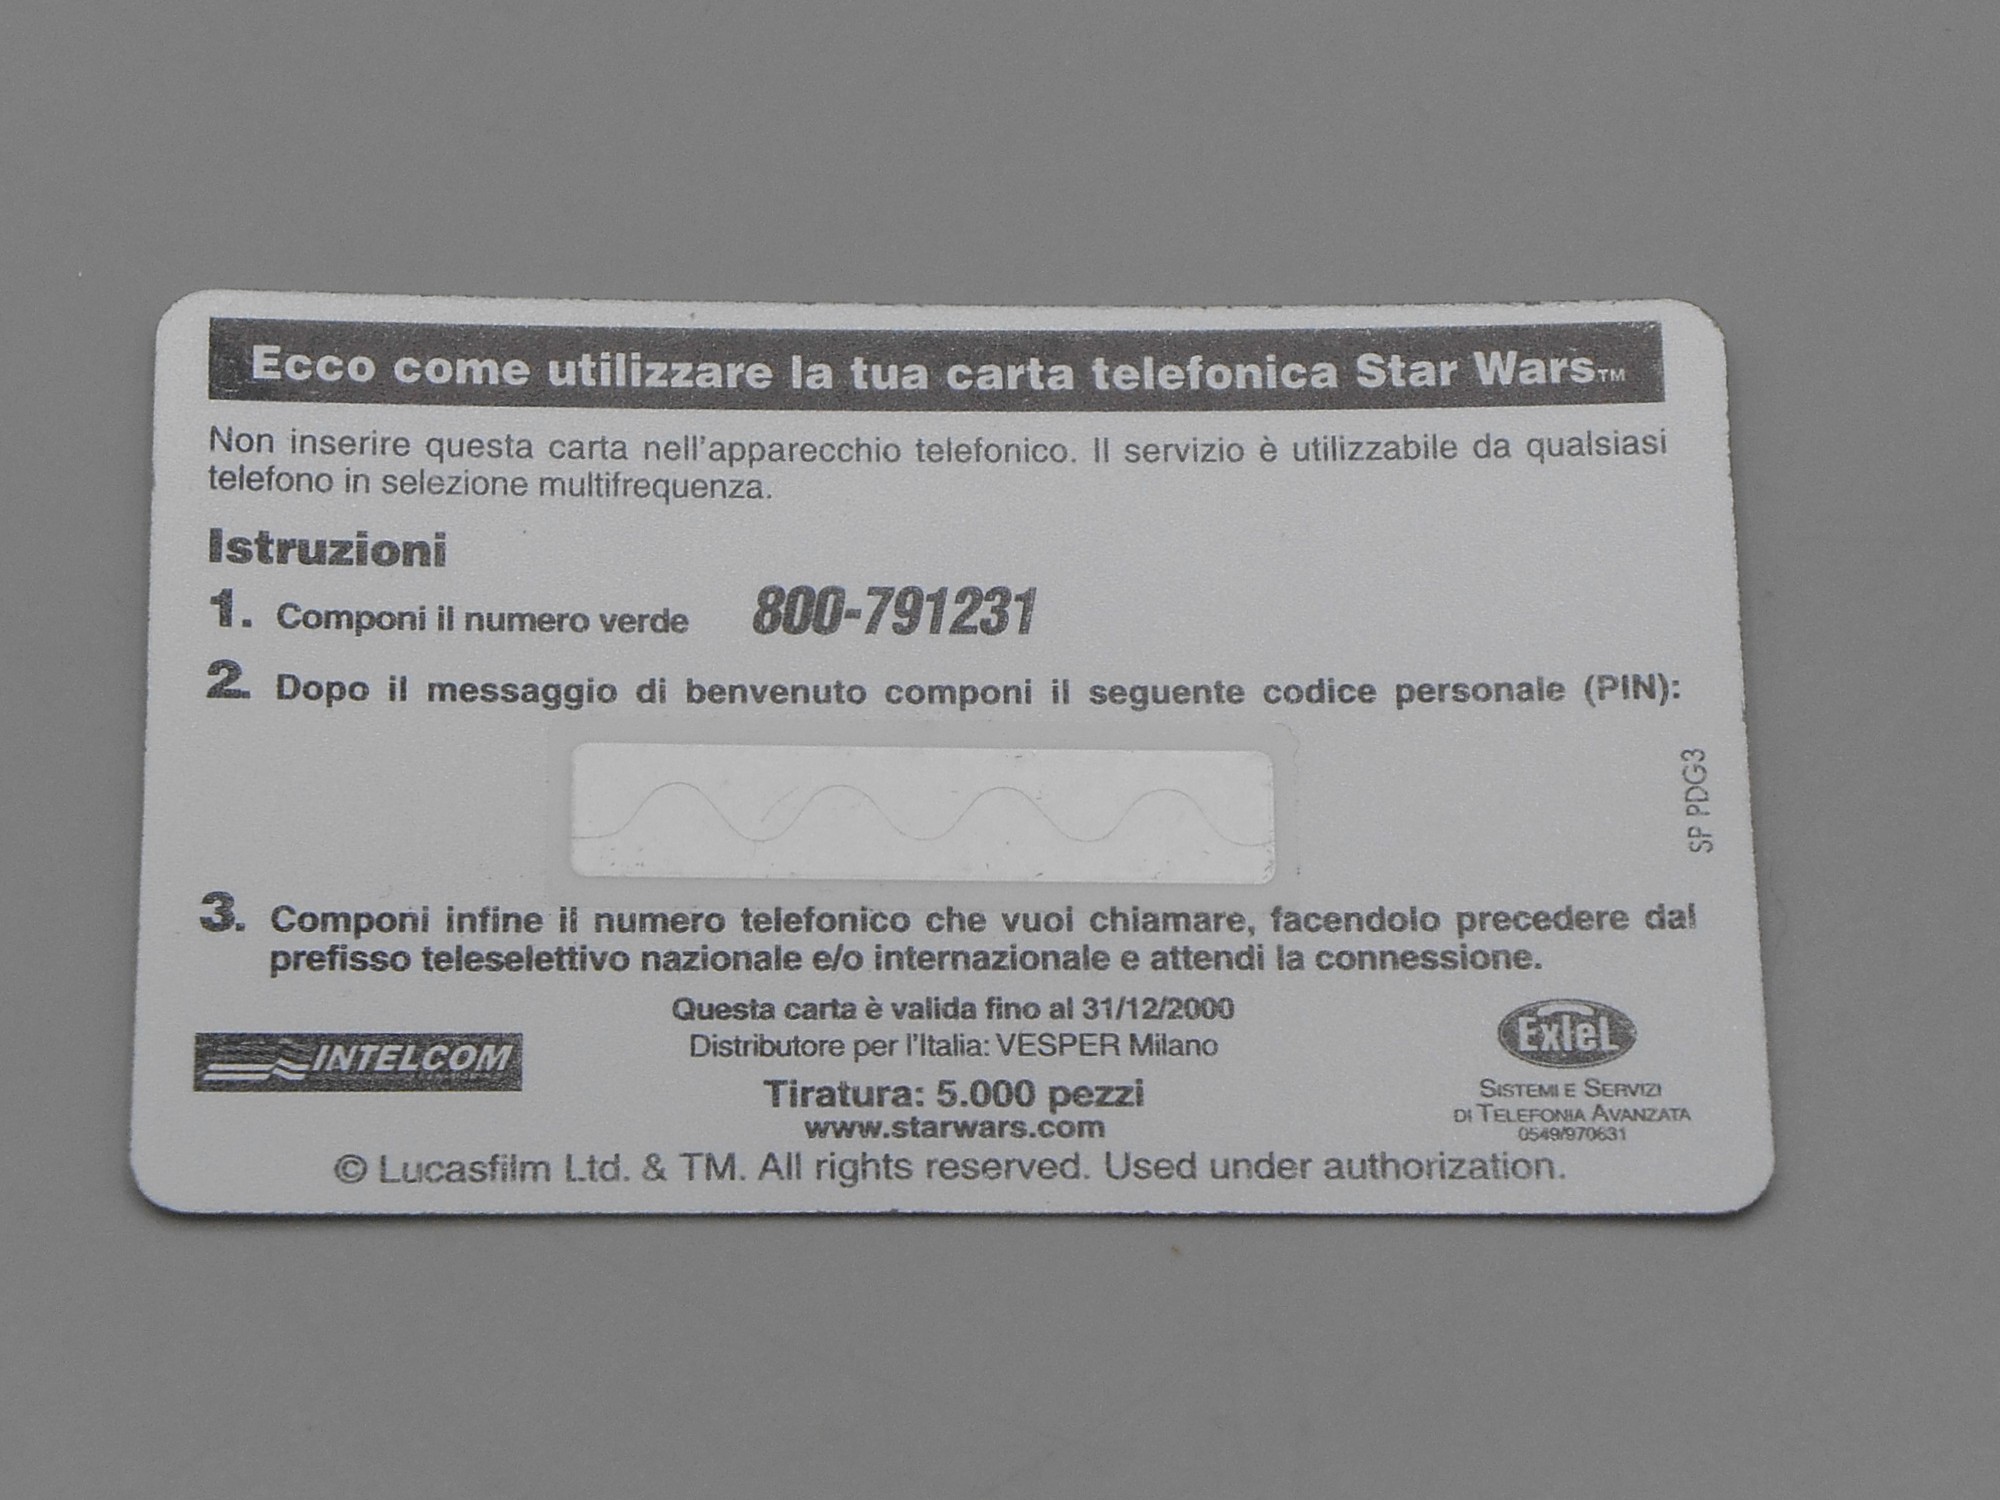 Ecco come utilizzare la tua carta telefonica Star Wars™
Non inserire questa carta nell'apparecchio telefonico. Il servizio è utilizzabile da qualsiasi
telefono in selezione multifrequenza.
Istruzioni
1. Componi il numero verde 800-791231
2. Dopo il messaggio di benvenuto componi il seguente codice personale (PIN):
SP PDG3
3. Componi infine il numero telefonico che vuoi chiamare, facendolo precedere dal
prefisso teleselettivo nazionale e/o internazionale e attendi la connessione.
Questa carta è valida fino al 31/12/2000
Distributore per l'Italia: VESPER Milano
Tiratura: 5.000 pezzi
www.starwars.com
INTELCOM
ExTeL
SISTEMI E SERVIZI
DI TELEFONIA AVANZATA
0549/970631
© Lucasfilm Ltd. & TM. All rights reserved. Used under authorization.